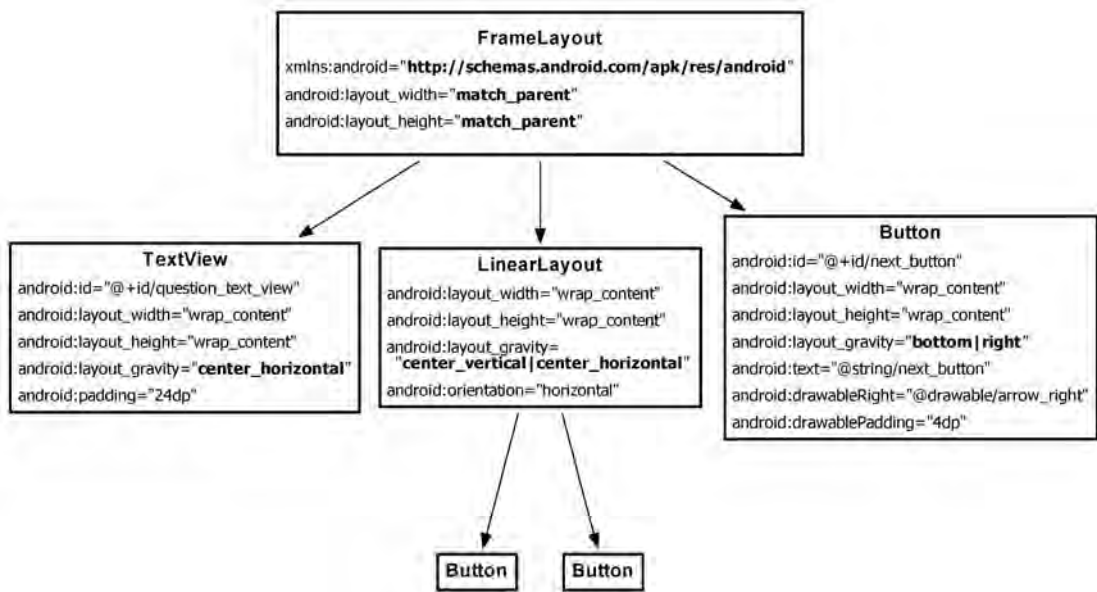 FrameLayout
xmlns:android="http://schemas.android.com/apk/res/android"
android:layout_width="match_parent"
android:layout_height="match_parent"
TextView
android:id="@+id/question_text_view"
android:layout_width="wrap_content"
android:layout_height="wrap_content"
android:layout_gravity="center_horizontal"
android:padding="24dp"
LinearLayout
android:layout_width="wrap_content"
android:layout_height="wrap_content"
android:layout_gravity=
"center_vertical|center_horizontal"
android:orientation="horizontal"
Button
android:id="@+id/next_button"
android:layout_width="wrap_content"
android:layout_height="wrap_content"
android:layout_gravity="bottom|right"
android:text="@string/next_button"
android:drawableRight="@drawable/arrow_right"
android:drawablePadding="4dp"
Button
Button